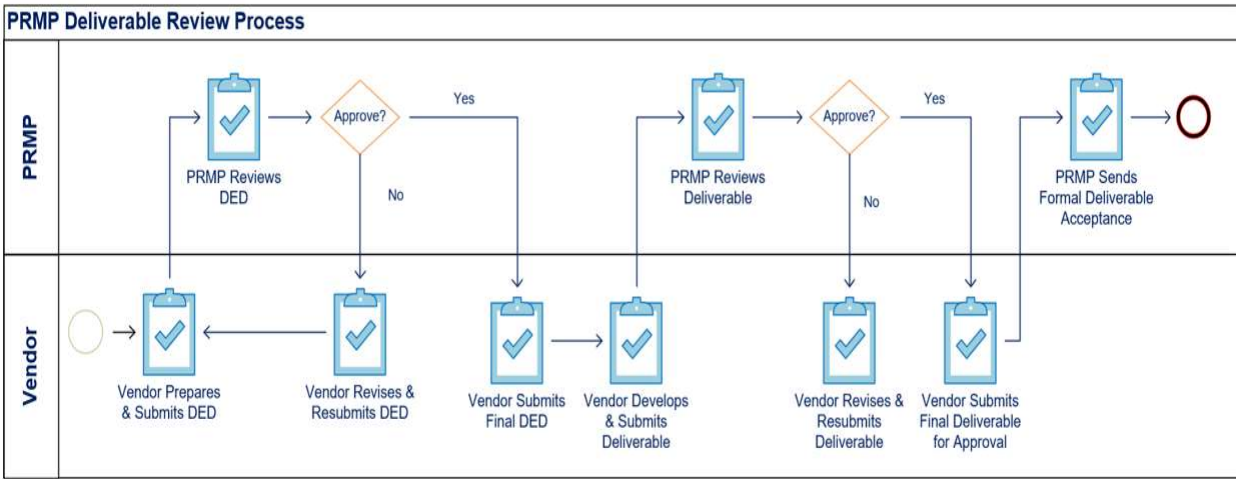 PRMP Deliverable Review Process
PRMP
PRMP Reviews
DED
Approve?
Yes
No
PRMP Reviews
Deliverable
Approve?
Yes
No
PRMP Sends
Formal Deliverable
Acceptance
Vendor
Vendor Prepares
& Submits DED
Vendor Revises &
Resubmits DED
Vendor Submits
Final DED
Vendor Develops
& Submits
Deliverable
Vendor Revises &
Resubmits
Deliverable
Vendor Submits
Final Deliverable
for Approval